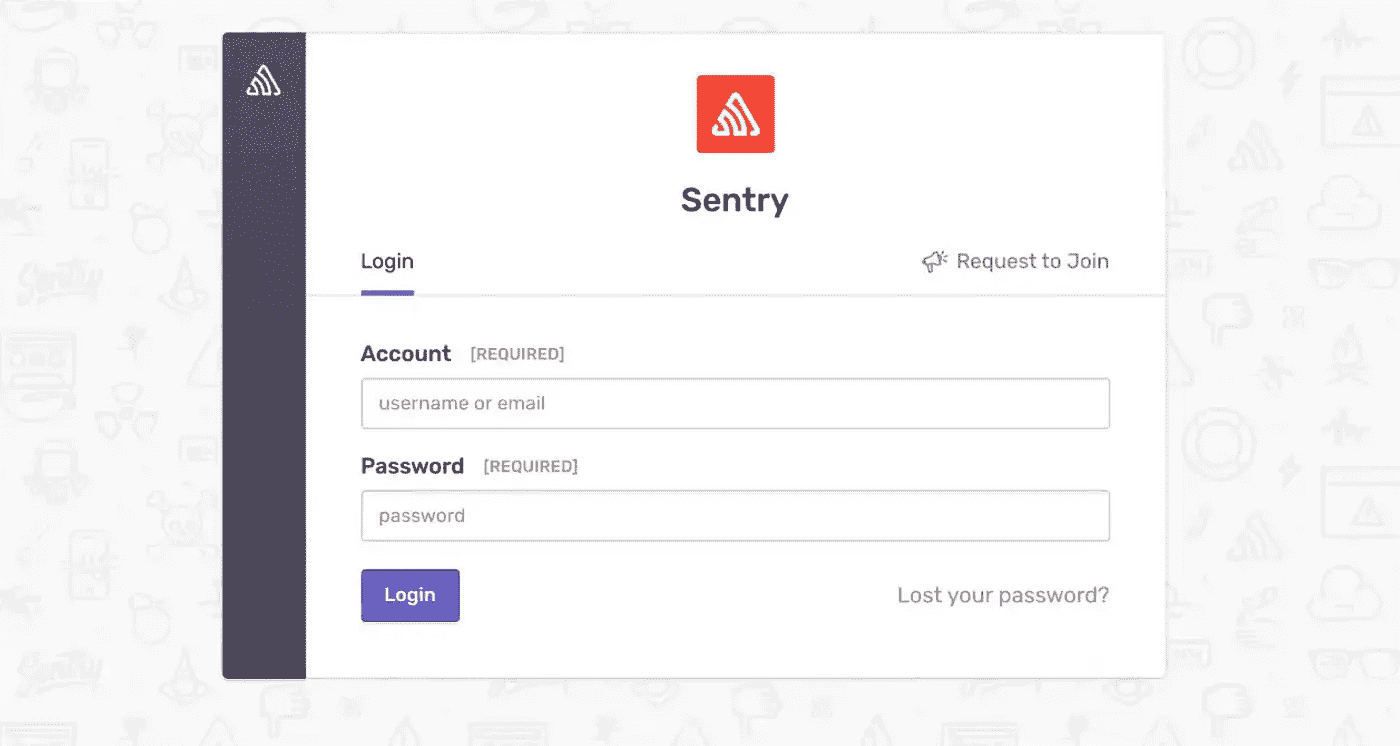 Sentry
Login
Request to Join
Account [REQUIRED]
username or email
Password [REQUIRED]
password
Login
Lost your password?